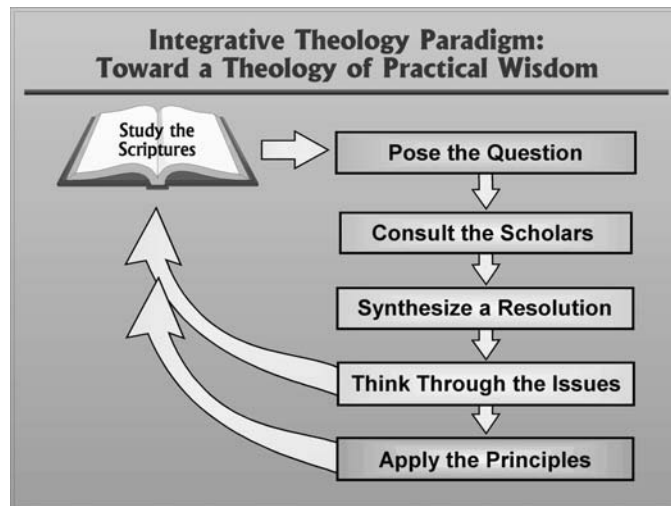 Integrative Theology Paradigm:
Toward a Theology of Practical Wisdom
Study the
Scriptures
Pose the Question
Consult the Scholars
Synthesize a Resolution
Think Through the Issues
Apply the Principles